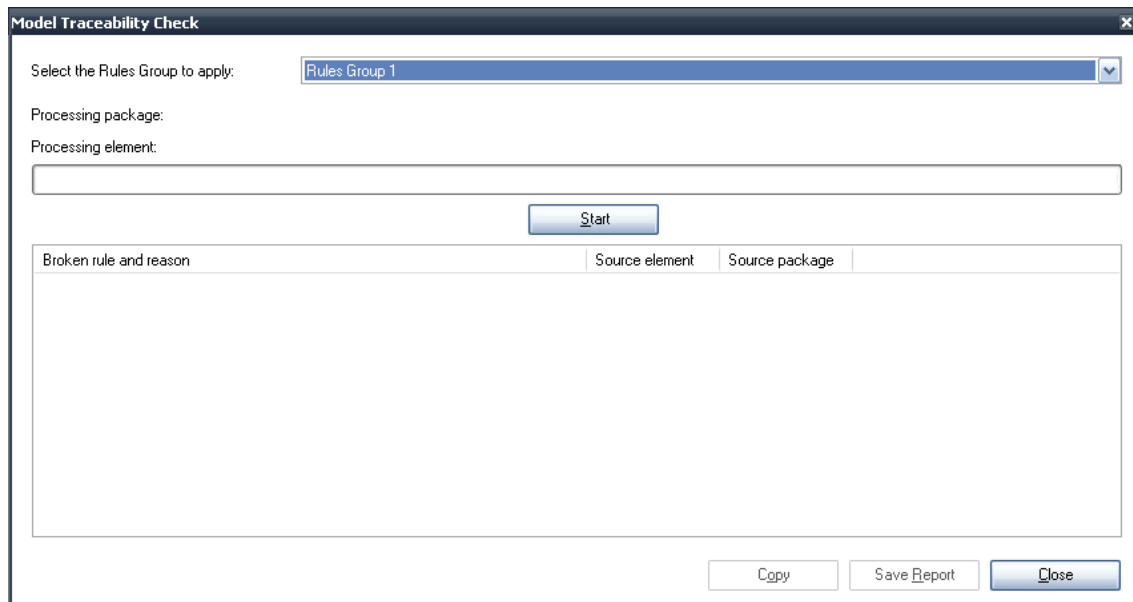 Model Traceability Check
Select the Rules Group to apply: Rules Group 1
Processing package:
Processing element:
Start
Broken rule and reason Source element Source package
Copy Save Report Close